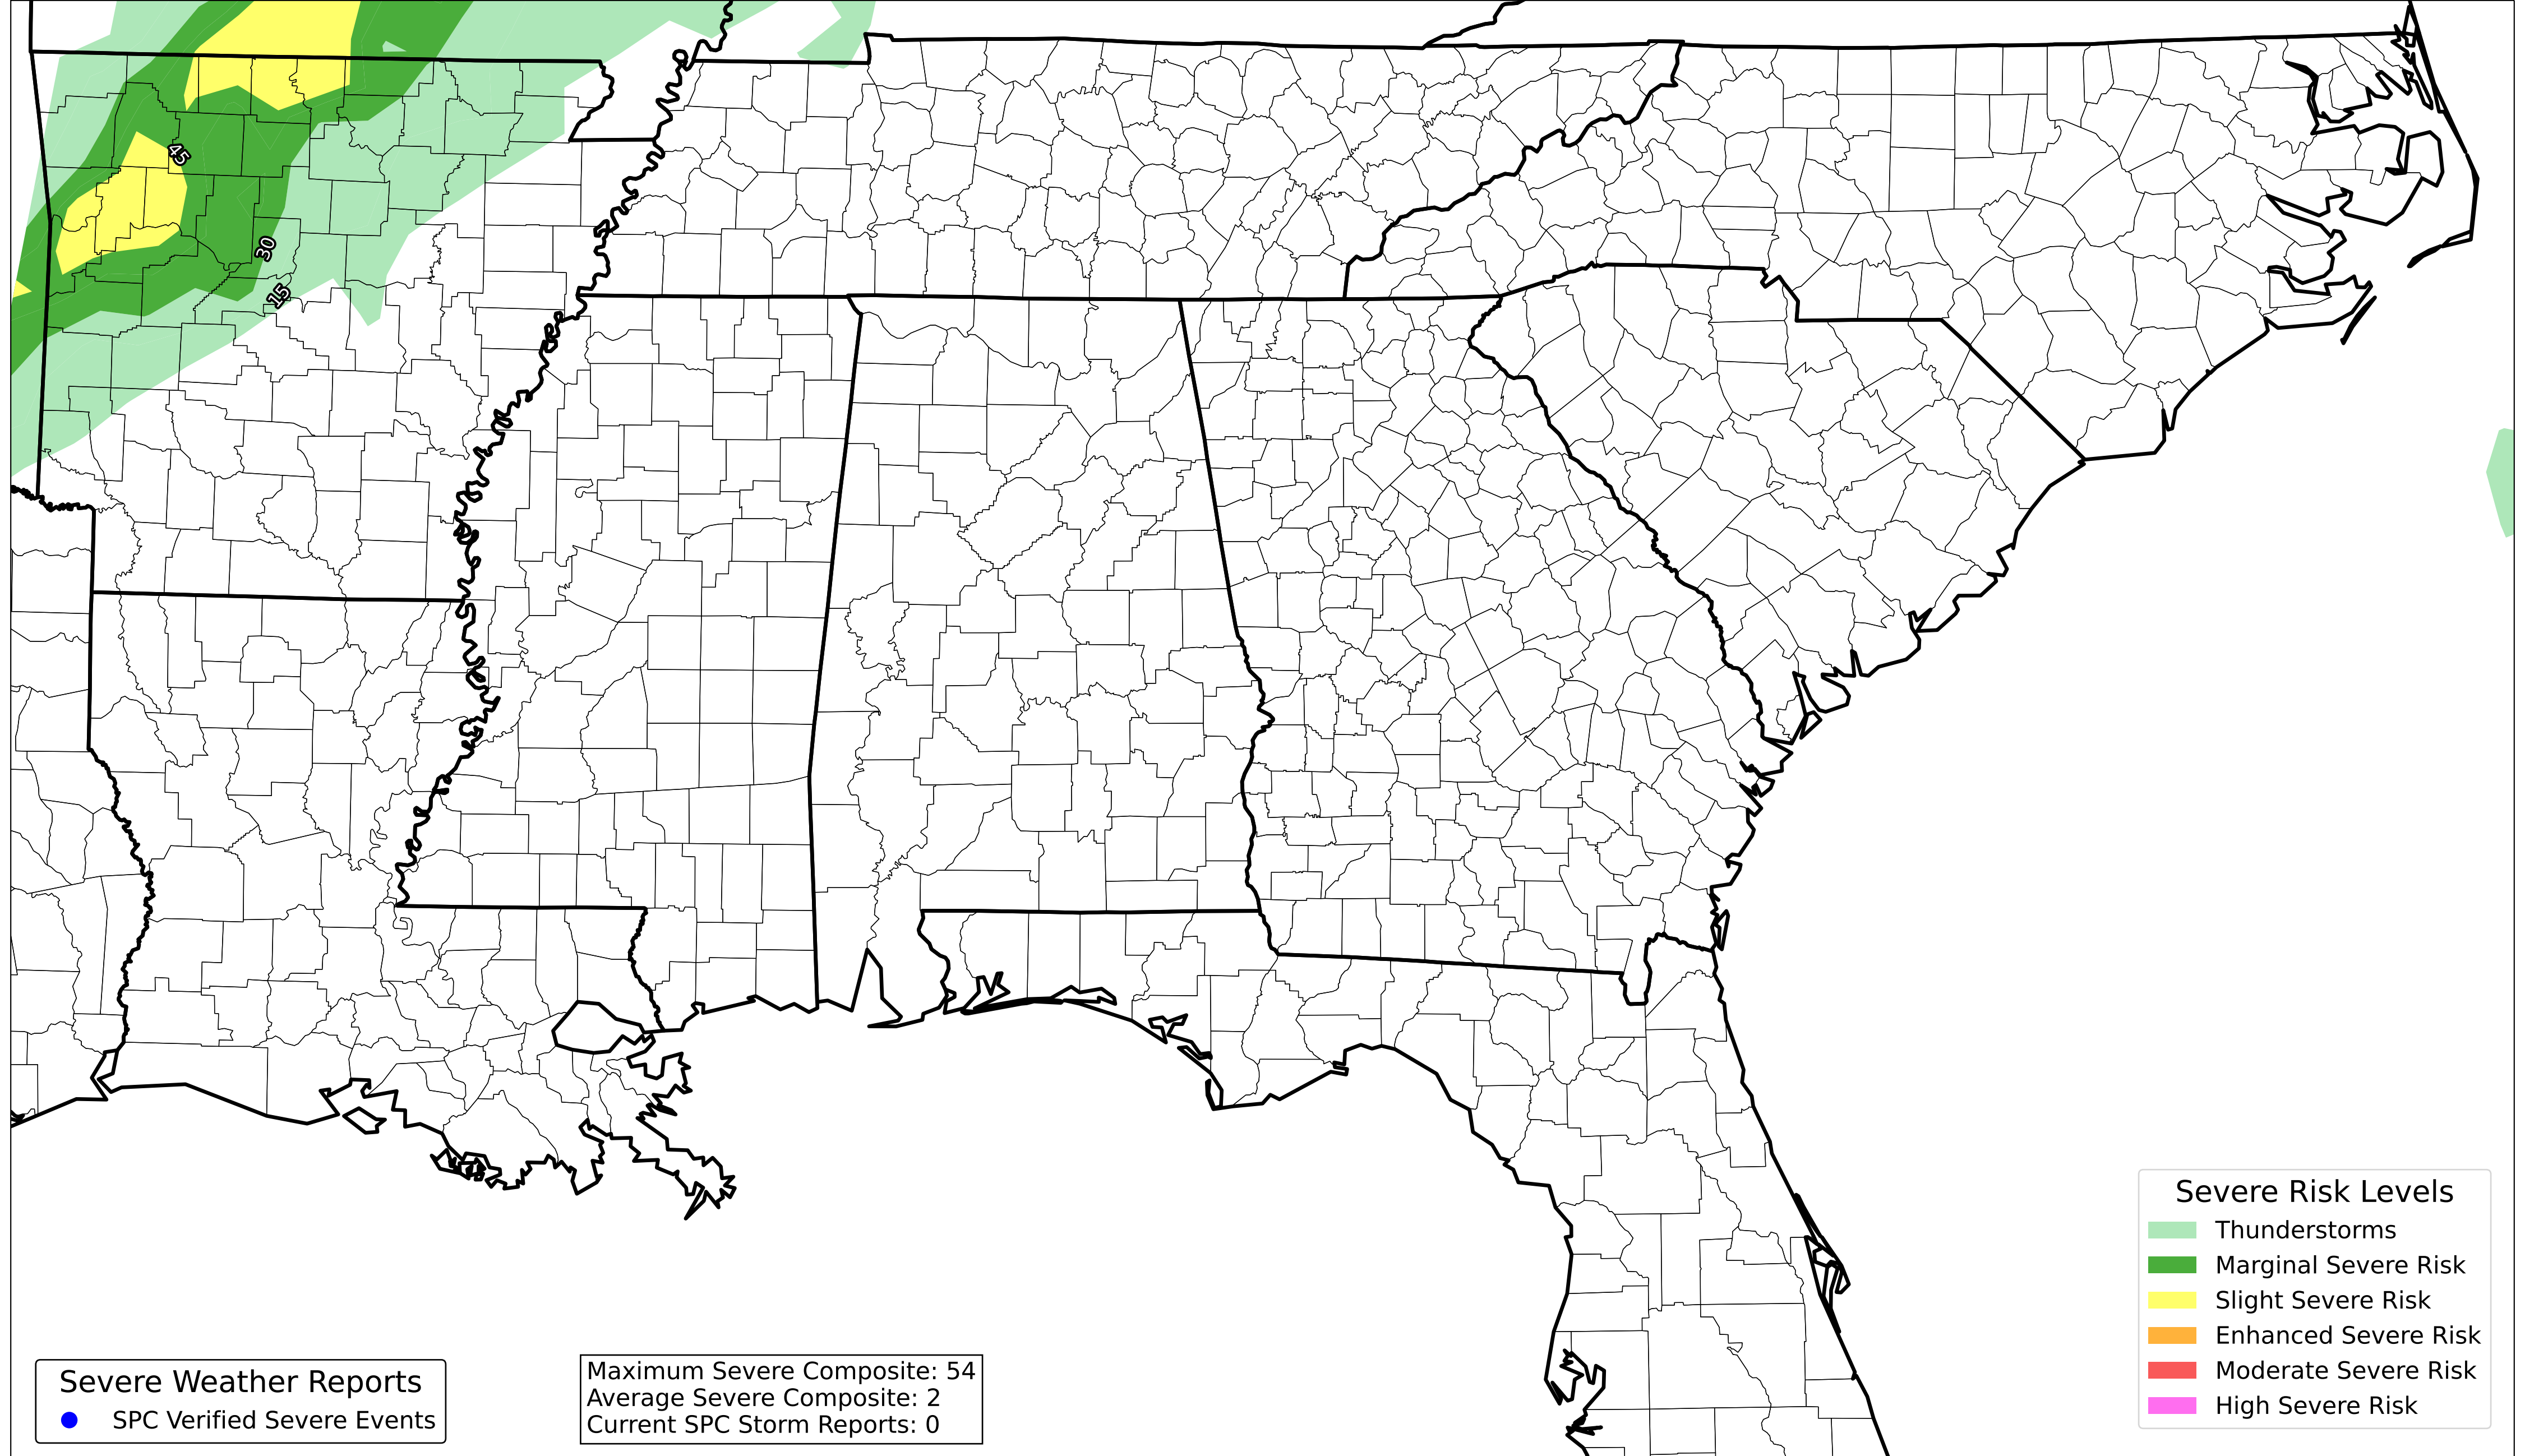 45
30
15
Severe Risk Levels
Thunderstorms
Marginal Severe Risk
Slight Severe Risk
Enhanced Severe Risk
Moderate Severe Risk
High Severe Risk
Severe Weather Reports
SPC Verified Severe Events
Maximum Severe Composite: 54
Average Severe Composite: 2
Current SPC Storm Reports: 0